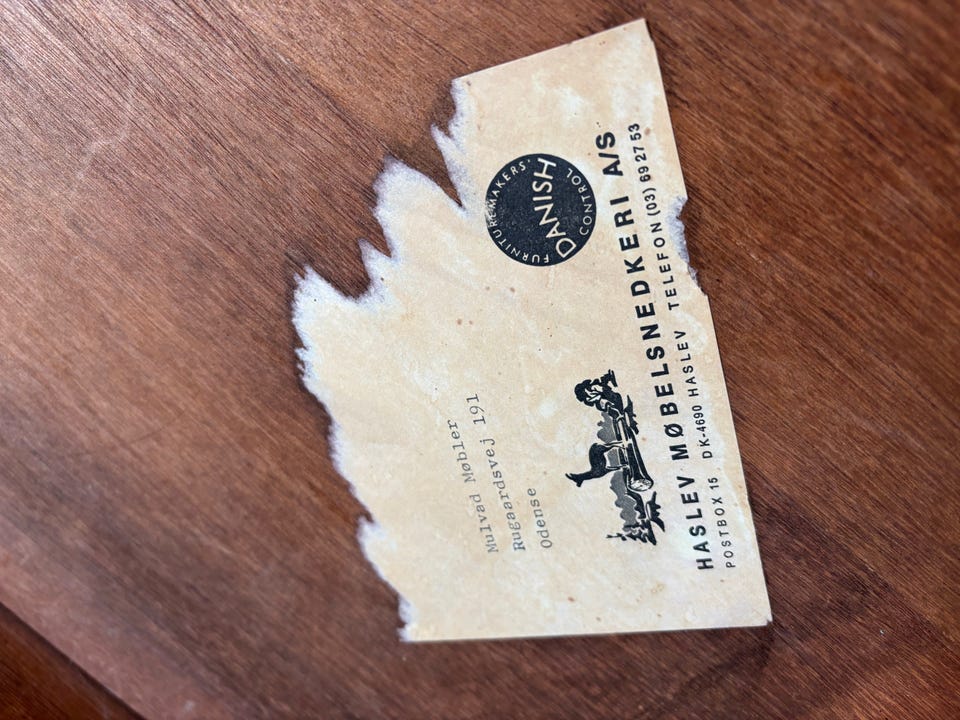 Mulvad Møbler
Rugaardsvej 191
Odense
FURNITUREMAKERS'
DANISH
CONTROL
HASLEV MØBELSNEDKERI A/S
POSTBOX 15 DK-4690 HASLEV TELEFON (03) 69 27 53